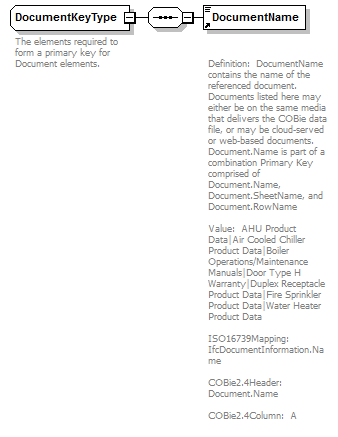 DocumentKeyType
DocumentName
The elements required to
form a primary key for
Document elements.
Definition:  DocumentName
contains the name of the
referenced document.
Documents listed here may
either be on the same media
that delivers the COBie data
file, or may be cloud-served
or web-based documents.
Document.Name is part of a
combination Primary Key
comprised of
Document.Name,
Document.SheetName, and
Document.RowName
Value:  AHU Product
Data|Air Cooled Chiller
Product Data|Boiler
Operations/Maintenance
Manuals|Door Type H
Warranty|Duplex Receptacle
Product Data|Fire Sprinkler
Product Data|Water Heater
Product Data
ISO16739Mapping:
IfcDocumentInformation.Na
me
COBie2.4Header:
Document.Name
COBie2.4Column:  A